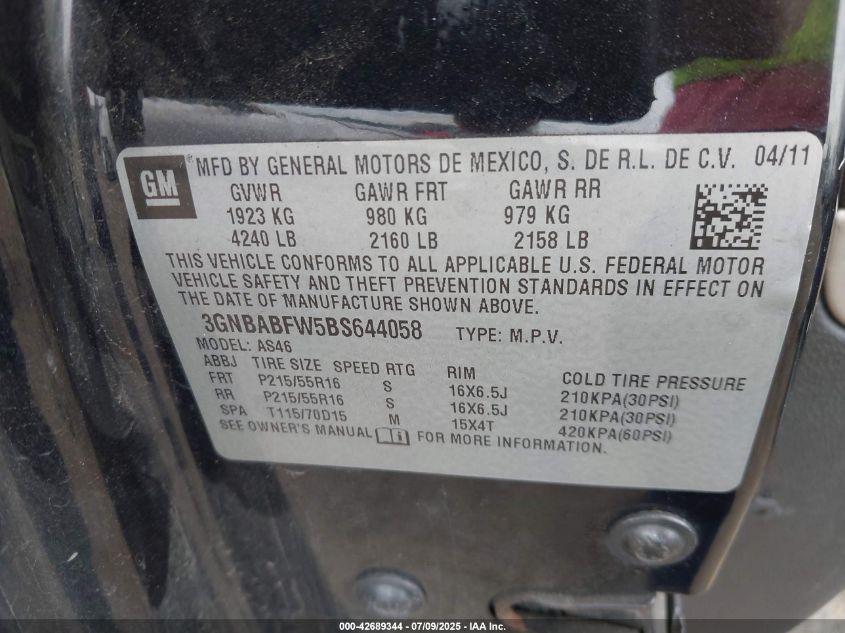 GM ® MFD BY GENERAL MOTORS DE MEXICO, S. DE R.L. DE C.V. 04/11
GVWR GAWR FRT GAWR RR
1923 KG 980 KG 979 KG
4240 LB 2160 LB 2158 LB
THIS VEHICLE CONFORMS TO ALL APPLICABLE U.S. FEDERAL MOTOR
VEHICLE SAFETY AND THEFT PREVENTION STANDARDS IN EFFECT ON
THE DATE OF MANUFACTURE SHOWN ABOVE.
3GNBABFW5BS644058 TYPE: M.P.V.
MODEL: AS46
ABBJ TIRE SIZE SPEED RTG RIM COLD TIRE PRESSURE
FRT P215/55R16 S 16X6.5J 210KPA(30PSI)
RR P215/55R16 S 16X6.5J 210KPA(30PSI)
SPA T115/70D15 M 15X4T 420KPA(60PSI)
SEE OWNER'S MANUAL FOR MORE INFORMATION.
000-42689344 / 07/09/2025 - IAA Inc.